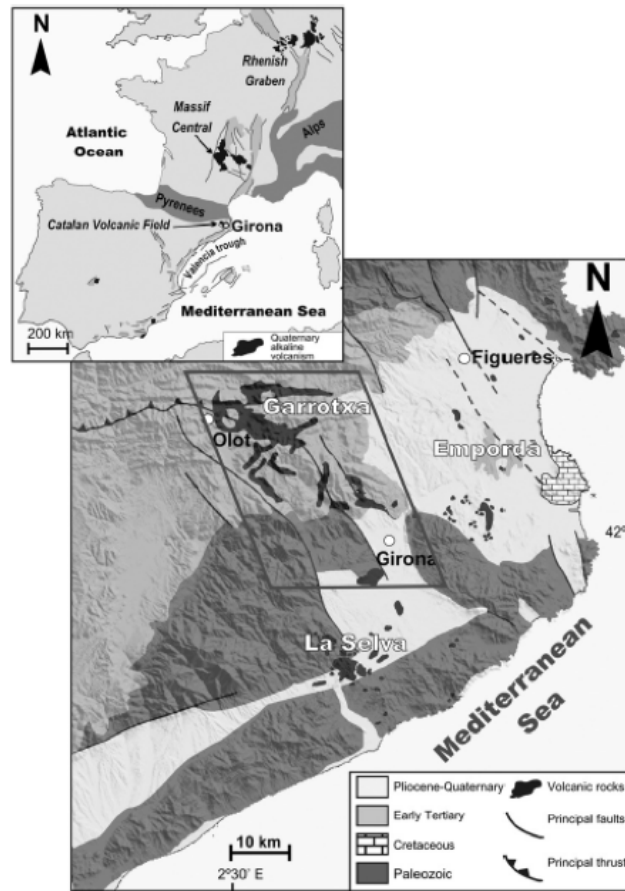 N
Rhenish
Graben
Massif
Central
Atlantic
Ocean
Alps
Pyrenees
Catalan Volcanic Field
Girona
Valencia trough
Mediterranean Sea
200 km
Quaternary
alkaline
volcanism
N
Figueres
Garrotxa
Olot
Emporda
42º
Girona
La Selva
Mediterranean
Sea
Pliocene-Quaternary
Volcanic rocks
Early Tertiary
Principal faults
Cretaceous
Principal thrust
Paleozoic
10 km
2º30' E